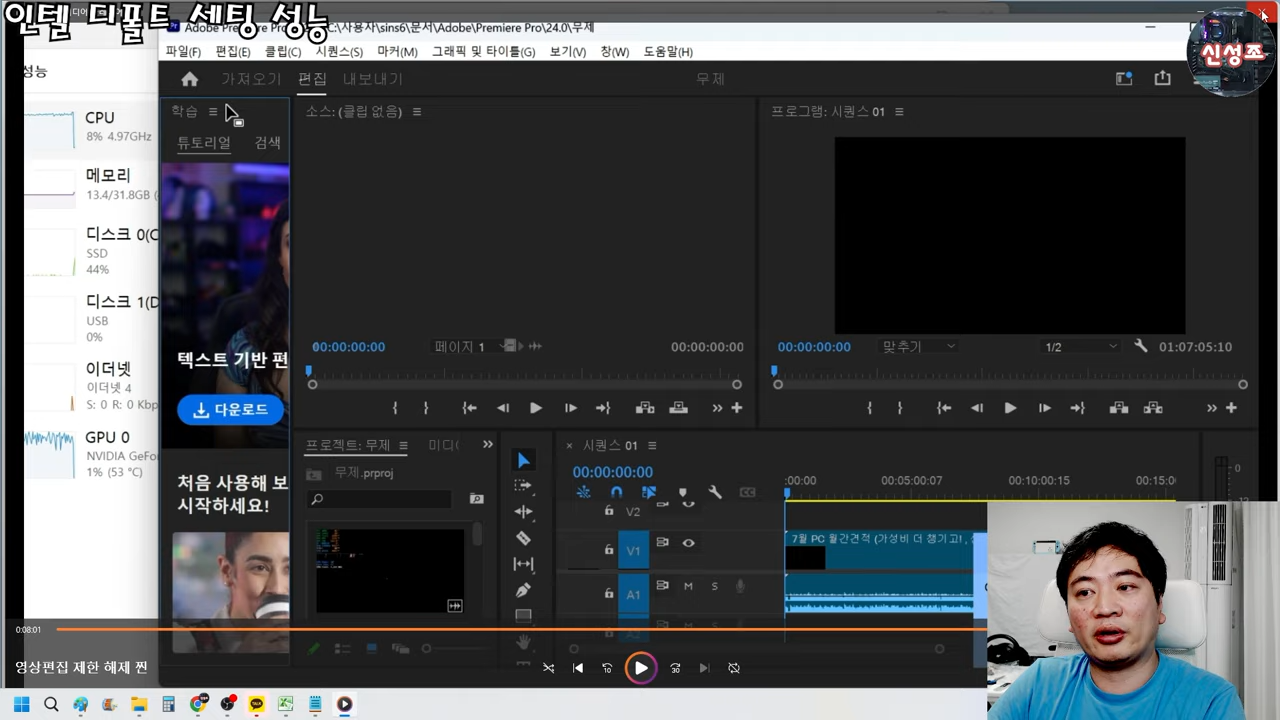 인텔 디폴트 세팅 성능
신성조
C:\사용자\sins6\문서\Adobe\Premiere Pro\24.0\무제
파일(F) 편집(E) 클립(C) 시퀀스(S) 마커(M) 그래픽 및 타이틀(G) 보기(V) 창(W) 도움말(H)
가져오기 편집 내보내기 무제
성능
CPU
8% 4.97GHz
메모리
13.4/31.8GB
디스크 0(C
SSD
44%
디스크 1(D
USB
0%
이더넷
이더넷 4
S: 0 R: 0 Kbp
GPU 0
NVIDIA GeFo
1% (53 °C)
학습
튜토리얼 검색
텍스트 기반 편
다운로드
처음 사용해 보
시작하세요!
소스: (클립 없음)
00:00:00:00 페이지 1 00:00:00:00
프로그램: 시퀀스 01
00:00:00:00 맞추기 1/2 01:07:05:10
프로젝트: 무제 미디
무제.prproj
× 시퀀스 01
00:00:00:00
:00:00 00:05:00:07 00:10:00:15 00:15:0
V2
V1
7월 PC 월간견적 (가성비 더 챙기고!,
A1 M S
0
0:08:01
영상편집 제한 해제 찐
10 30